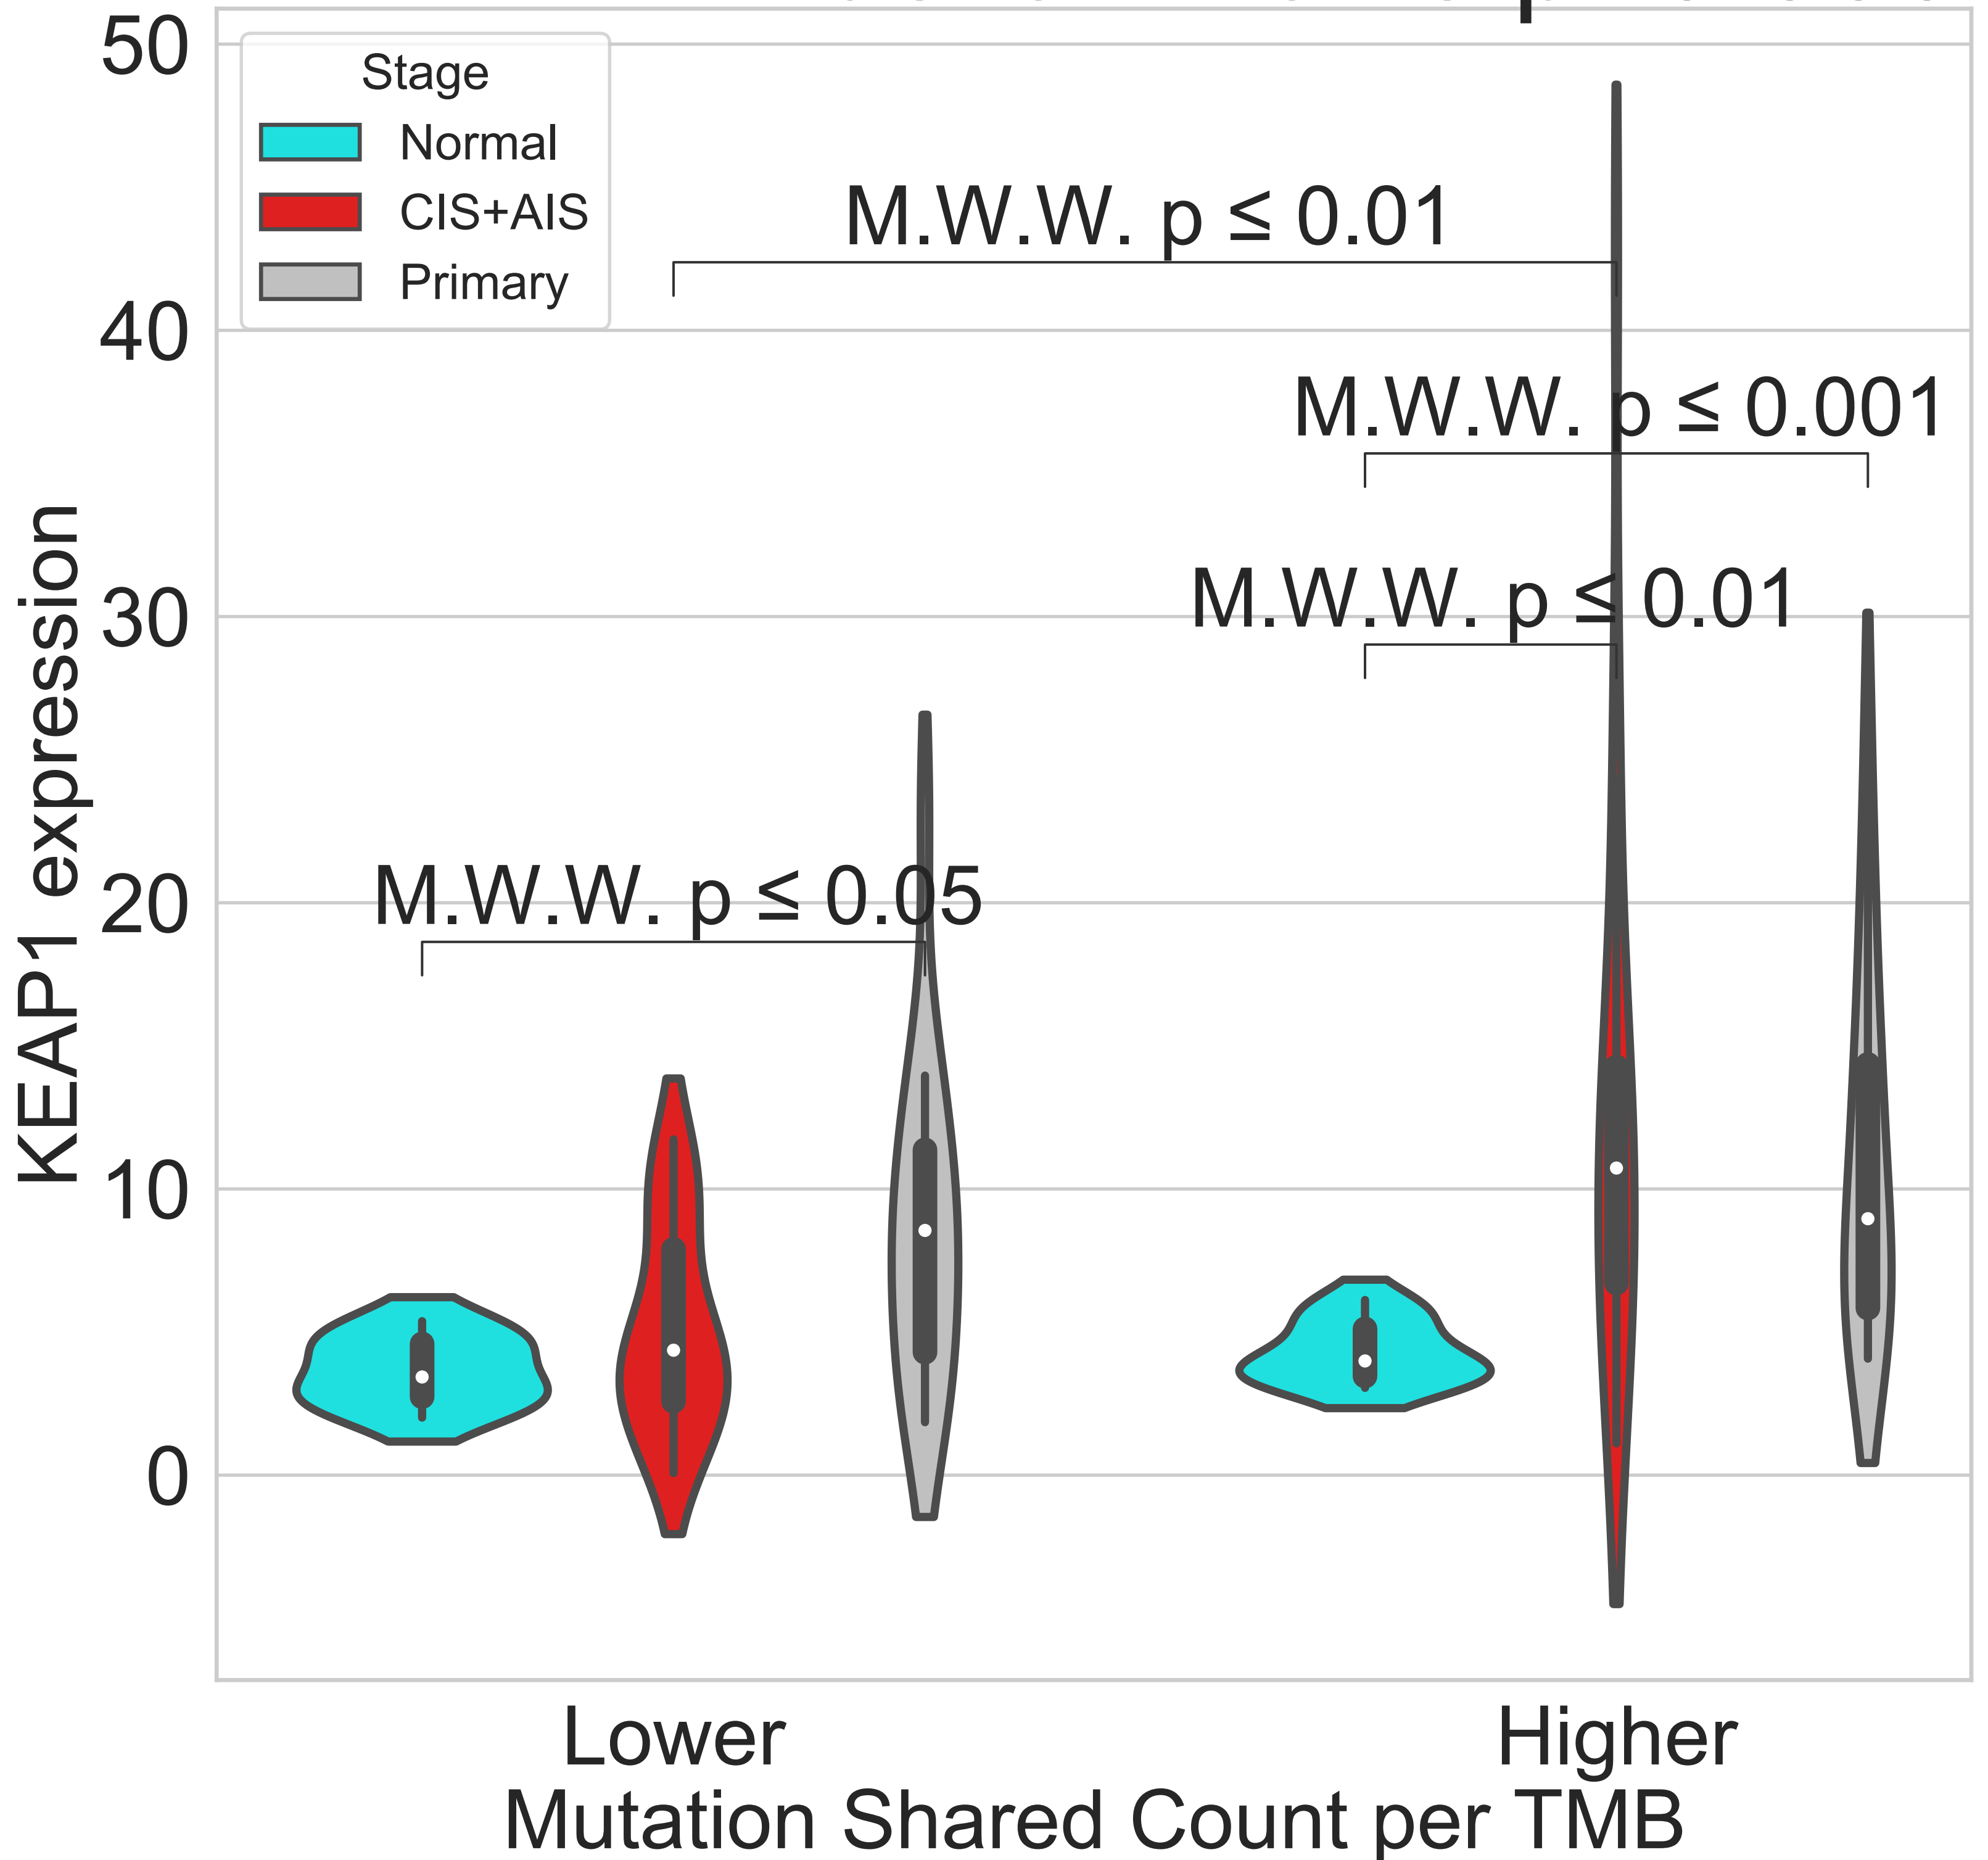 50
Stage
Normal
CIS+AIS
Primary
M.W.W. p ≤ 0.01
40
M.W.W. p ≤ 0.001
M.W.W. p ≤ 0.01
30
M.W.W. p ≤ 0.05
20
10
0
KEAP1 expression
Lower
Higher
Mutation Shared Count per TMB